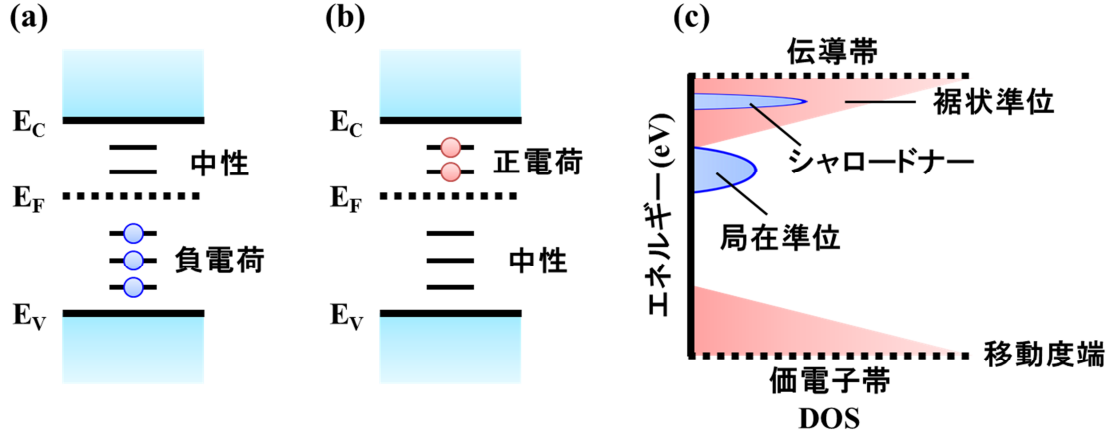 (a)
E_C
中性
E_F
負電荷
E_V
(b)
E_C
正電荷
E_F
中性
E_V
(c)
伝導帯
裾状準位
シャロードナー
局在準位
エネルギー(eV)
移動度端
価電子帯
DOS